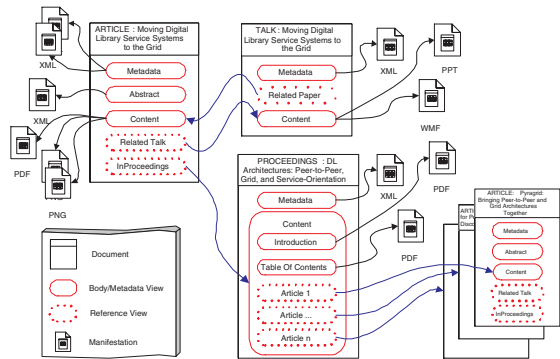 ARTICLE : Moving Digital
Library Service Systems
to the Grid
Metadata
Abstract
Content
Related Talk
InProceedings
XML
XML
PDF
PNG
TALK : Moving Digital
Library Service Systems to
the Grid
Metadata
Related Paper
Content
XML
PPT
WMF
PROCEEDINGS : DL
Architectures: Peer-to-Peer,
Grid, and Service-Orientation
Metadata
Content
Introduction
Table Of Contents
Article 1
Article ...
Article n
XML
PDF
PDF
ARTI
for P
Disco
ARTICLE: Pyragrid:
Bringing Peer-to-Peer and
Grid Architectures
Together
Metadata
Abstract
Content
Related Talk
InProceedings
Document
Body/Metadata View
Reference View
Manifestation